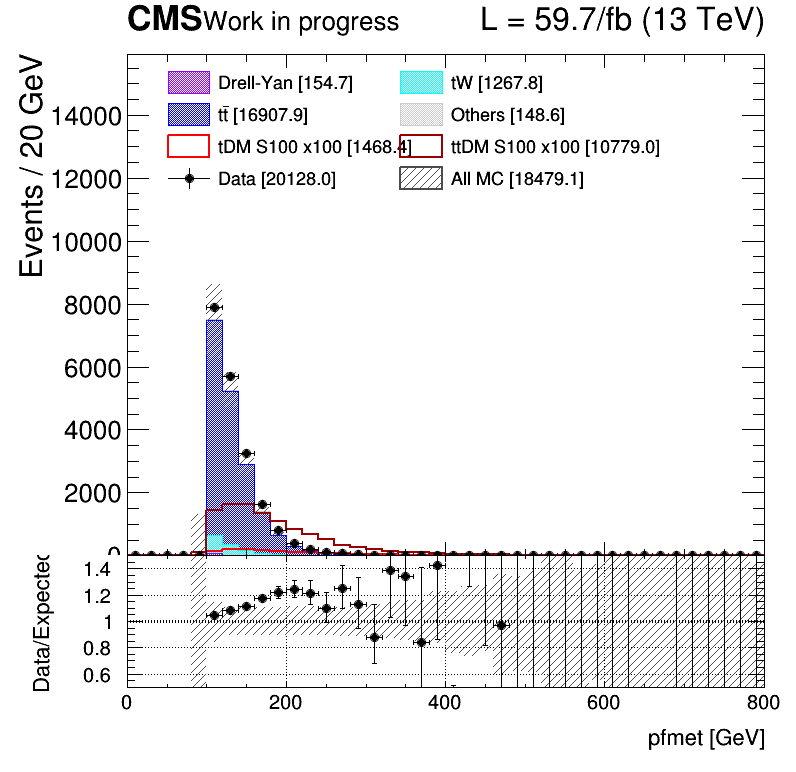 CMS Work in progress L = 59.7/fb (13 TeV)
Events / 20 GeV
14000
12000
10000
8000
6000
4000
2000
0
Drell-Yan [154.7]
tW [1267.8]
tt̄ [16907.9]
Others [148.6]
tDM S100 x100 [1468.4]
ttDM S100 x100 [10779.0]
Data [20128.0]
All MC [18479.1]
Data/Expected
1.4
1.2
1
0.8
0.6
0 200 400 600 800
pfmet [GeV]